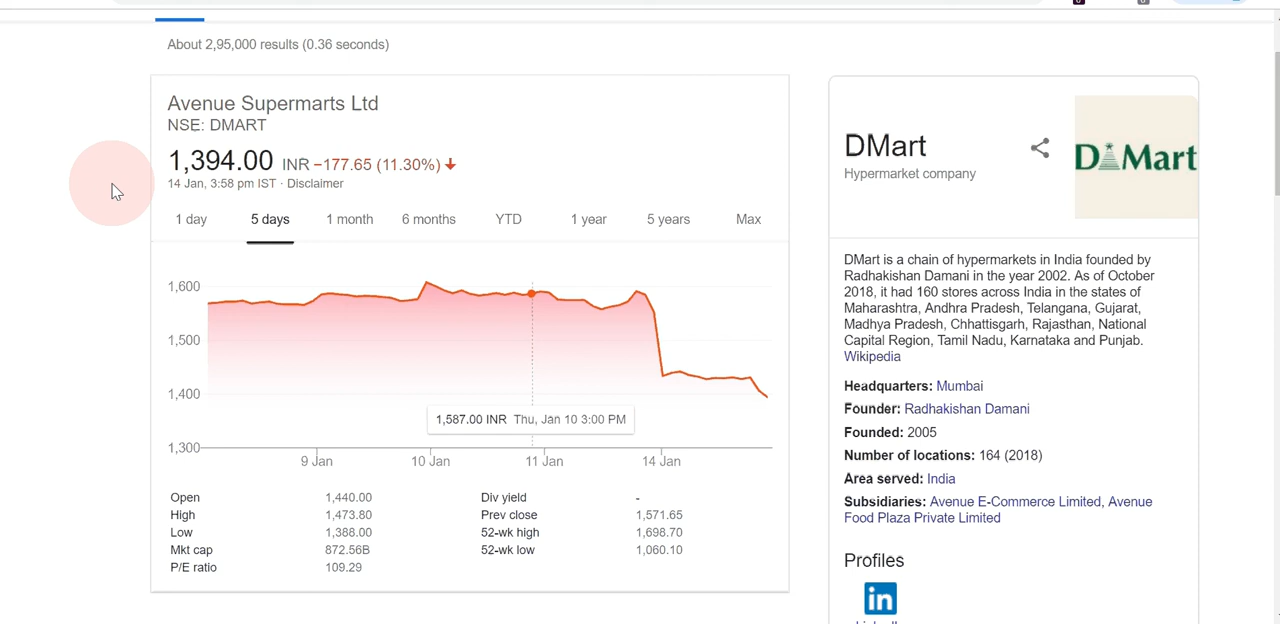 About 2,95,000 results (0.36 seconds)
Avenue Supermarts Ltd
NSE: DMART
1,394.00 INR −177.65 (11.30%)
14 Jan, 3:58 pm IST · Disclaimer
1 day 5 days 1 month 6 months YTD 1 year 5 years Max
1,600
1,500
1,400
1,300
1,587.00 INR Thu, Jan 10 3:00 PM
9 Jan 10 Jan 11 Jan 14 Jan
Open 1,440.00 Div yield -
High 1,473.80 Prev close 1,571.65
Low 1,388.00 52-wk high 1,698.70
Mkt cap 872.56B 52-wk low 1,060.10
P/E ratio 109.29
DMart
Hypermarket company
DMart
DMart is a chain of hypermarkets in India founded by
Radhakishan Damani in the year 2002. As of October
2018, it had 160 stores across India in the states of
Maharashtra, Andhra Pradesh, Telangana, Gujarat,
Madhya Pradesh, Chhattisgarh, Rajasthan, National
Capital Region, Tamil Nadu, Karnataka and Punjab.
Wikipedia
Headquarters: Mumbai
Founder: Radhakishan Damani
Founded: 2005
Number of locations: 164 (2018)
Area served: India
Subsidiaries: Avenue E-Commerce Limited, Avenue
Food Plaza Private Limited
Profiles
in